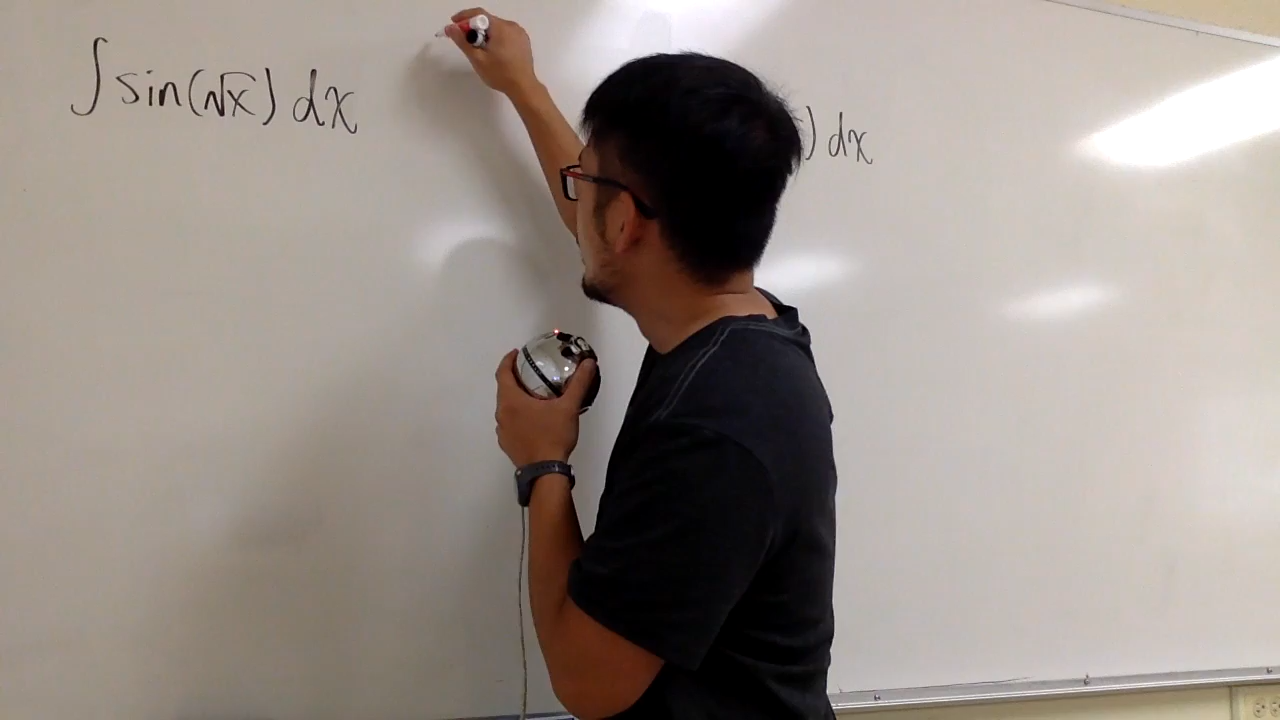 ∫ sin(√x) dx
) dx